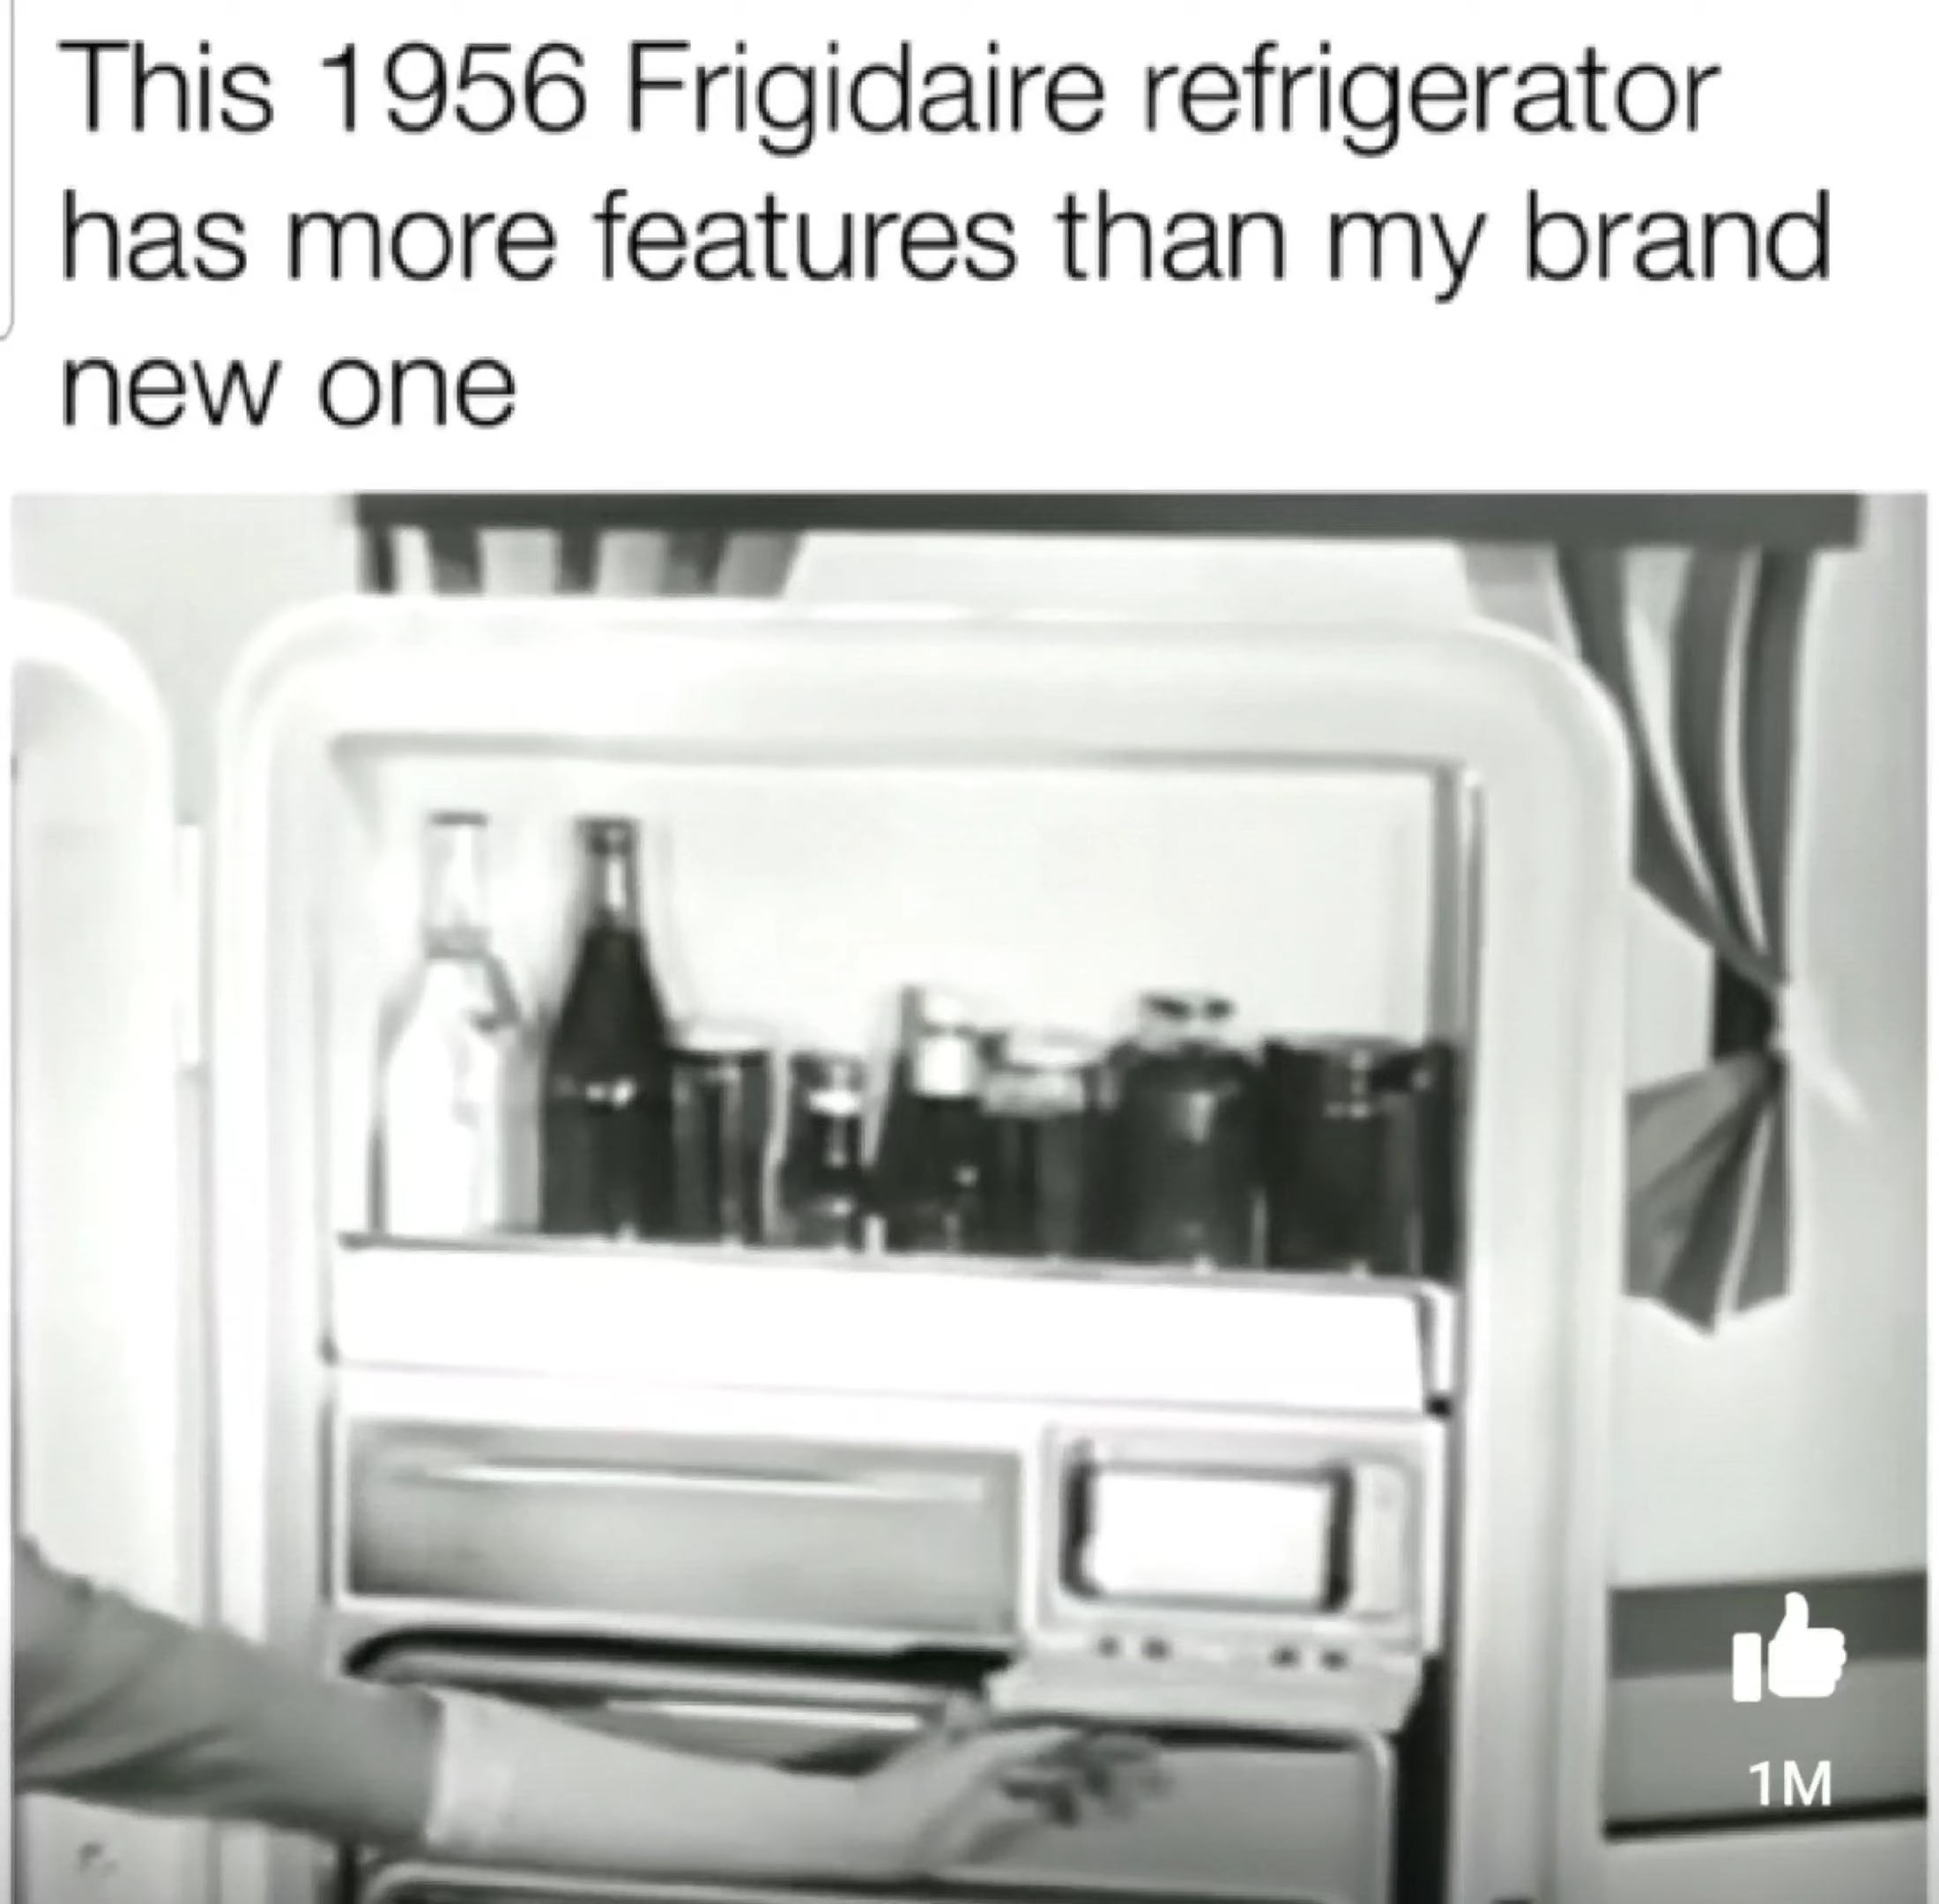 This 1956 Frigidaire refrigerator
has more features than my brand
new one
1M